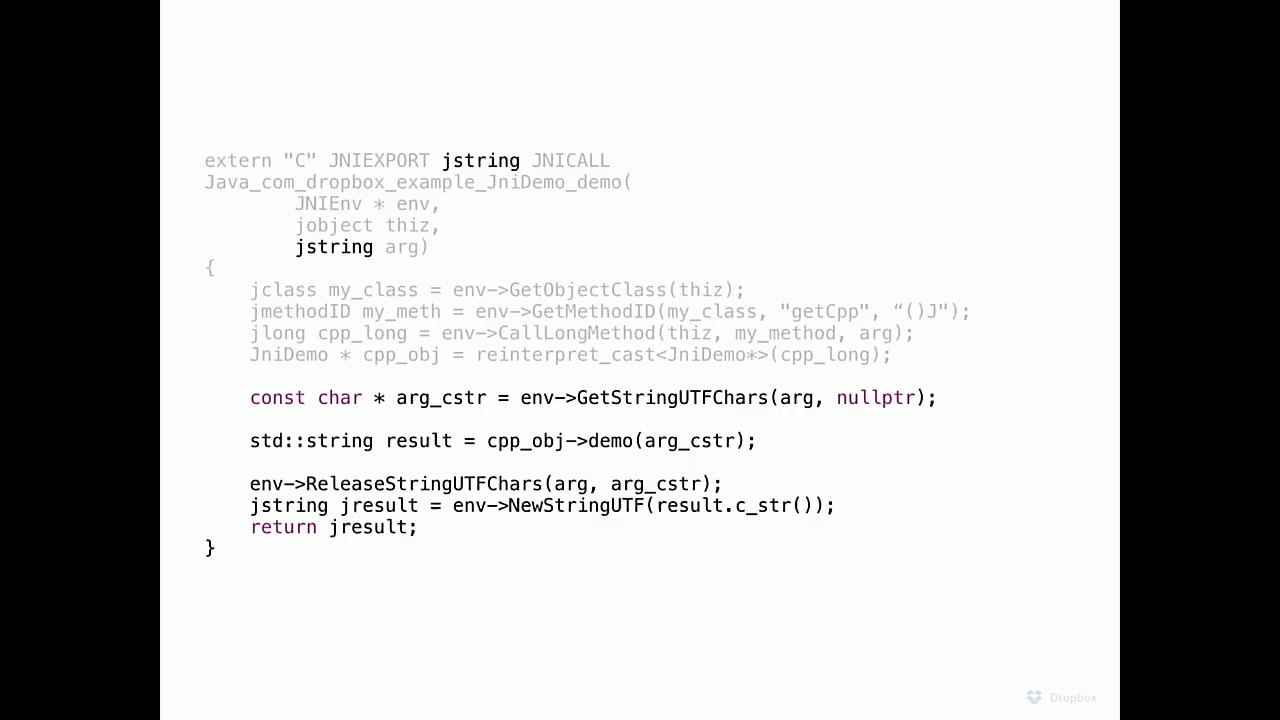 extern "C" JNIEXPORT jstring JNICALL
Java_com_dropbox_example_JniDemo_demo(
JNIEnv * env,
jobject thiz,
jstring arg)
{
jclass my_class = env->GetObjectClass(thiz);
jmethodID my_meth = env->GetMethodID(my_class, "getCpp", “()J");
jlong cpp_long = env->CallLongMethod(thiz, my_method, arg);
JniDemo * cpp_obj = reinterpret_cast<JniDemo*>(cpp_long);
const char * arg_cstr = env->GetStringUTFChars(arg, nullptr);
std::string result = cpp_obj->demo(arg_cstr);
env->ReleaseStringUTFChars(arg, arg_cstr);
jstring jresult = env->NewStringUTF(result.c_str());
return jresult;
}
Dropbox